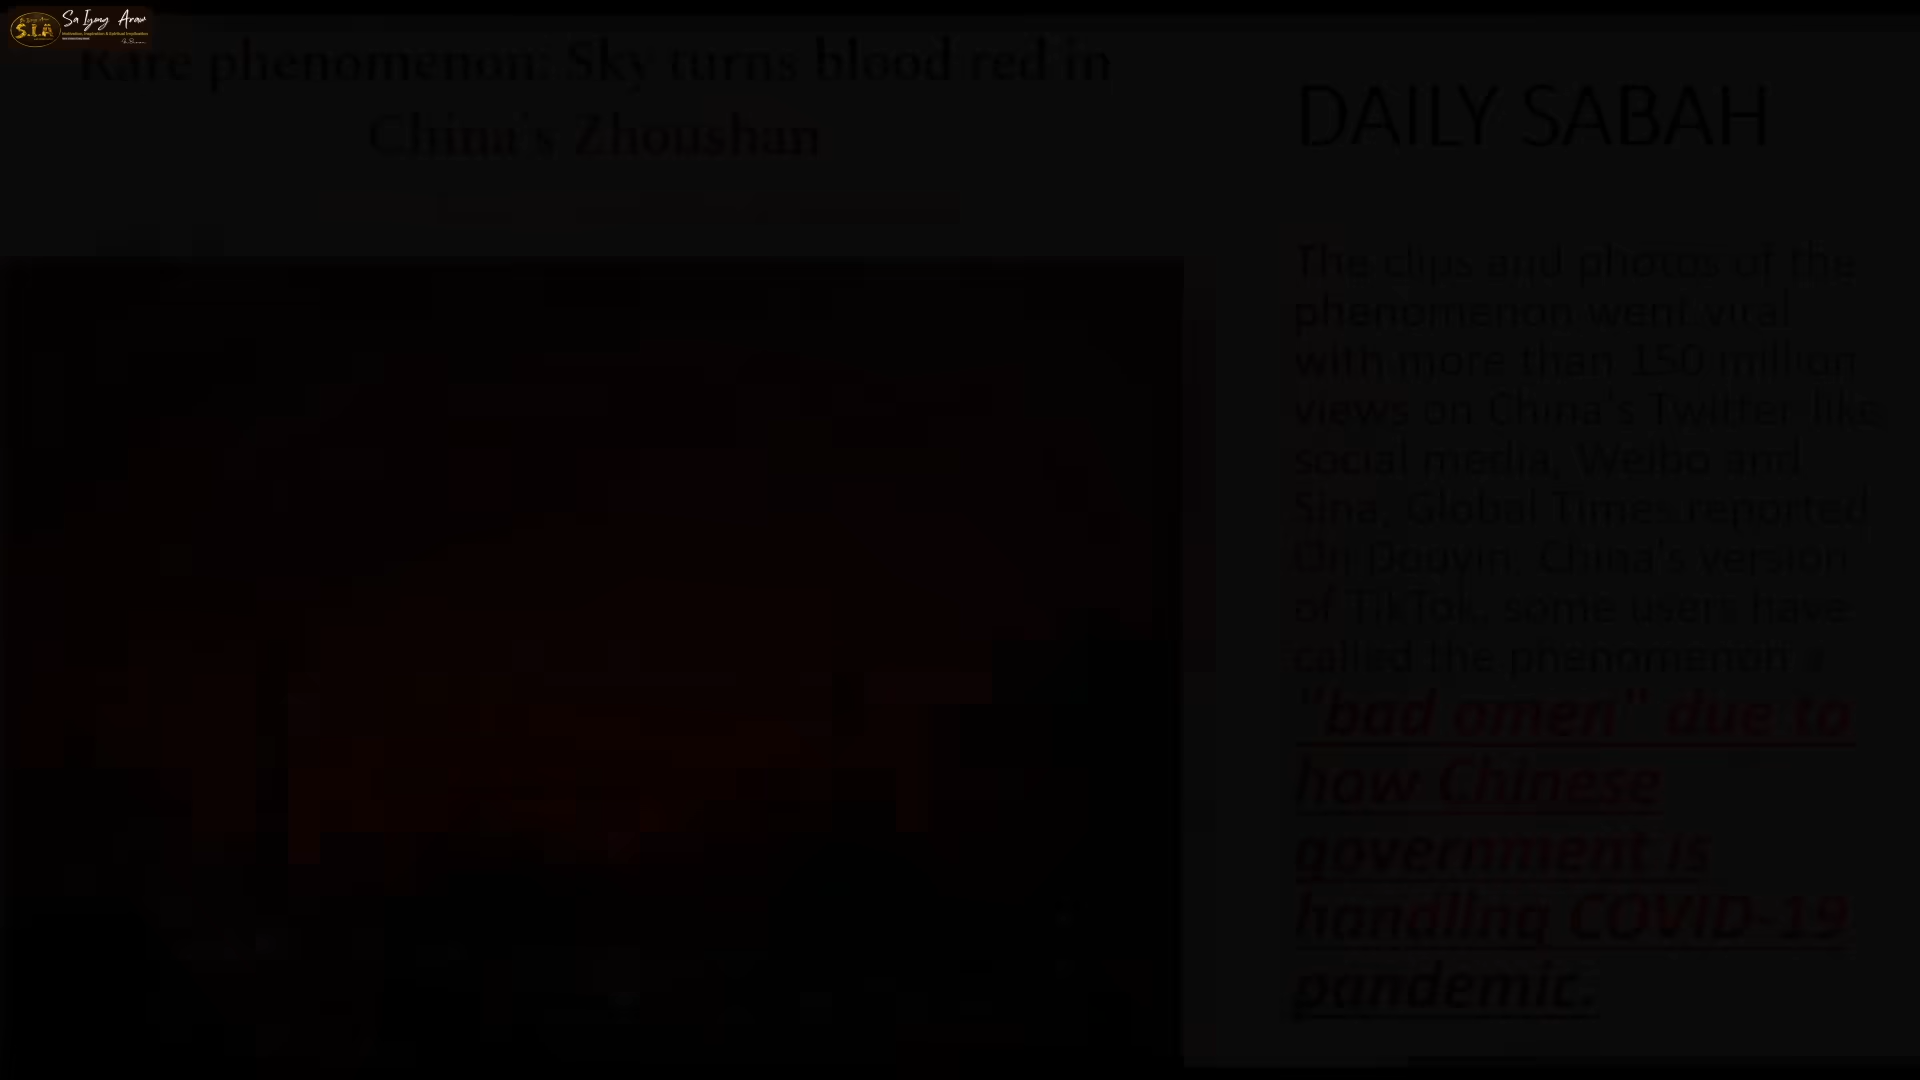 S.I.A
Sa Iyong Araw
Rare phenomenon: Sky turns blood red in
China's Zhoushan
DAILY SABAH
The clips and photos of the
phenomenon went viral
with more than 150 million
views on China's Twitter-like
social media, Weibo and
Sina, Global Times reported
On Douyin, China's version
of TikTok, some users have
called the phenomenon a
"bad omen" due to
how Chinese
government is
handling COVID-19
pandemic.